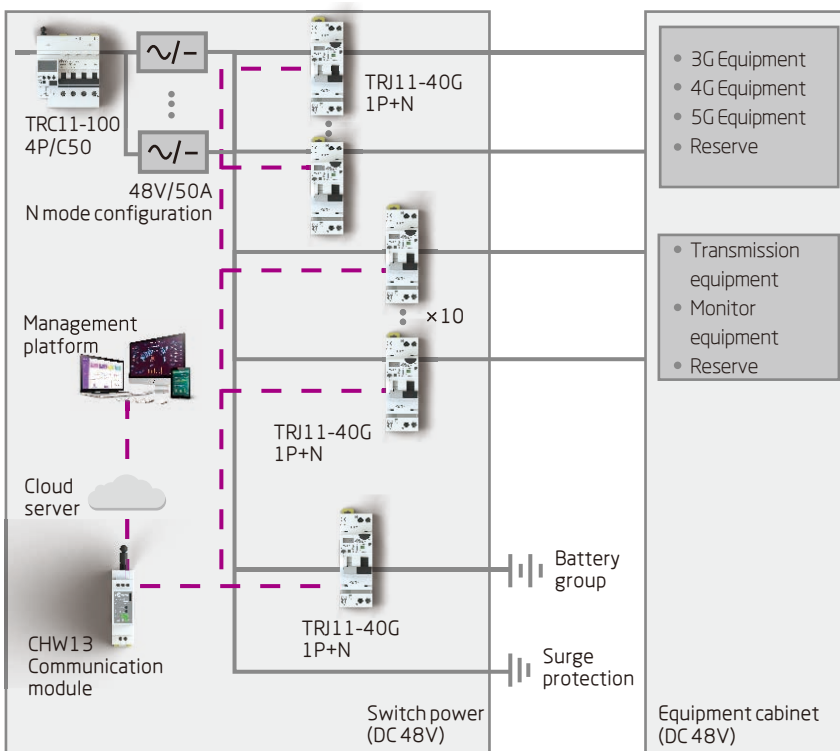 TRC11-100
4P/C50
~/-
~/-
48V/50A
N mode configuration
TRJ11-40G
1P+N
• 3G Equipment
• 4G Equipment
• 5G Equipment
• Reserve
×10
• Transmission
equipment
• Monitor
equipment
• Reserve
Management
platform
TRJ11-40G
1P+N
Cloud
server
CHW13
Communication
module
TRJ11-40G
1P+N
Battery
group
Surge
protection
Switch power
(DC 48V)
Equipment cabinet
(DC 48V)